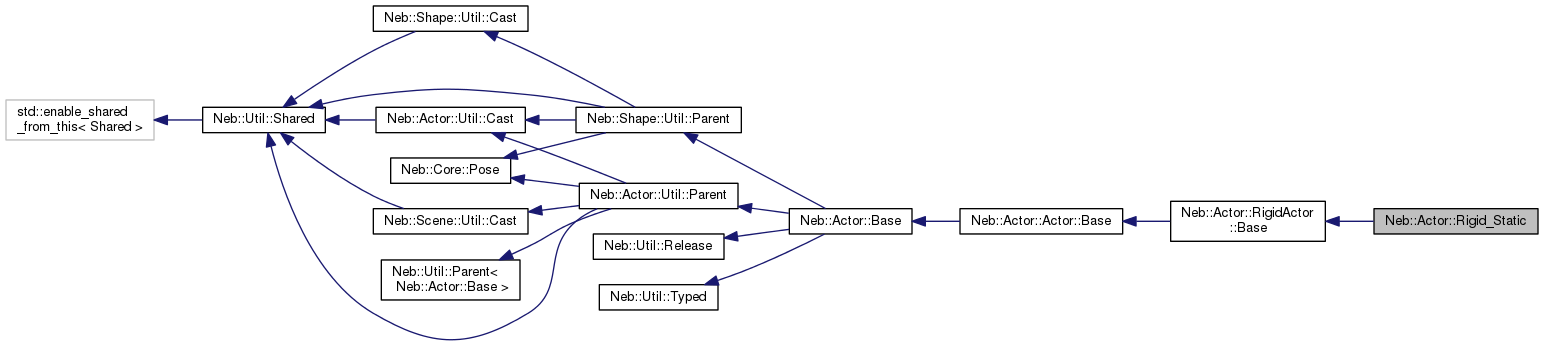 Neb::Shape::Util::Cast
std::enable_shared
_from_this< Shared >
Neb::Util::Shared
Neb::Actor::Util::Cast
Neb::Shape::Util::Parent
Neb::Core::Pose
Neb::Actor::Util::Parent
Neb::Scene::Util::Cast
Neb::Actor::Base
Neb::Actor::Actor::Base
Neb::Actor::RigidActor
::Base
Neb::Actor::Rigid_Static
Neb::Util::Release
Neb::Util::Parent<
Neb::Actor::Base >
Neb::Util::Typed